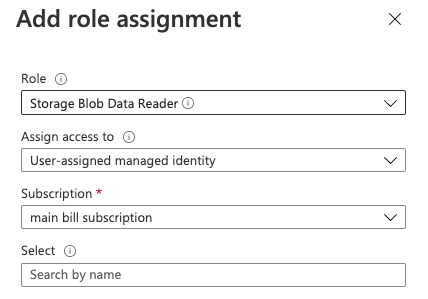 Add role assignment
Role
Storage Blob Data Reader
Assign access to
User-assigned managed identity
Subscription *
main bill subscription
Select
Search by name